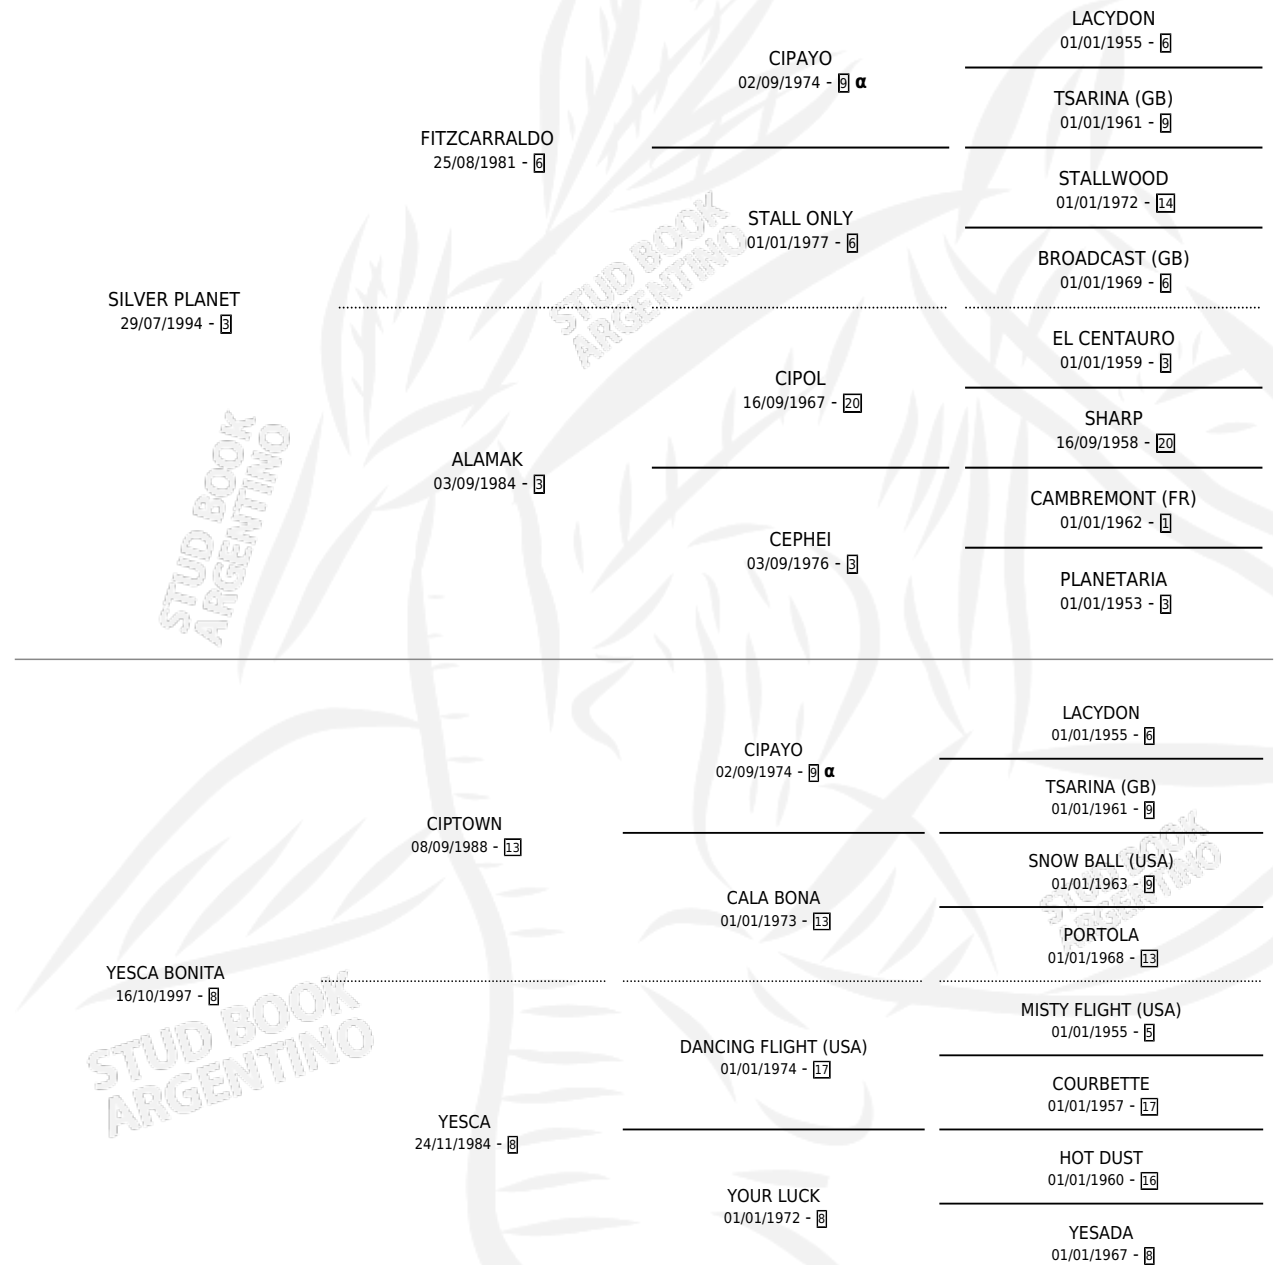 LACYDON
01/01/1955 - 6
CIPAYO
02/09/1974 - 9 α
TSARINA (GB)
01/01/1961 - 9
FITZCARRALDO
25/08/1981 - 6
STALLWOOD
01/01/1972 - 14
STALL ONLY
01/01/1977 - 6
BROADCAST (GB)
01/01/1969 - 6
SILVER PLANET
29/07/1994 - 3
EL CENTAURO
01/01/1959 - 3
CIPOL
16/09/1967 - 20
SHARP
16/09/1958 - 20
ALAMAK
03/09/1984 - 3
CAMBREMONT (FR)
01/01/1962 - 1
CEPHEI
03/09/1976 - 3
PLANETARIA
01/01/1953 - 3
LACYDON
01/01/1955 - 6
CIPAYO
02/09/1974 - 9 α
TSARINA (GB)
01/01/1961 - 9
CIPTOWN
08/09/1988 - 13
SNOW BALL (USA)
01/01/1963 - 9
CALA BONA
01/01/1973 - 13
PORTOLA
01/01/1968 - 13
YESCA BONITA
16/10/1997 - 8
MISTY FLIGHT (USA)
01/01/1955 - 5
DANCING FLIGHT (USA)
01/01/1974 - 17
COURBETTE
01/01/1957 - 17
YESCA
24/11/1984 - 8
HOT DUST
01/01/1960 - 16
YOUR LUCK
01/01/1972 - 8
YESADA
01/01/1967 - 8
STUD BOOK
ARGENTINO
STUD BOOK
ARGENTINO
STUD BOOK
ARGENTINO
STUD BOOK
ARGENTINO